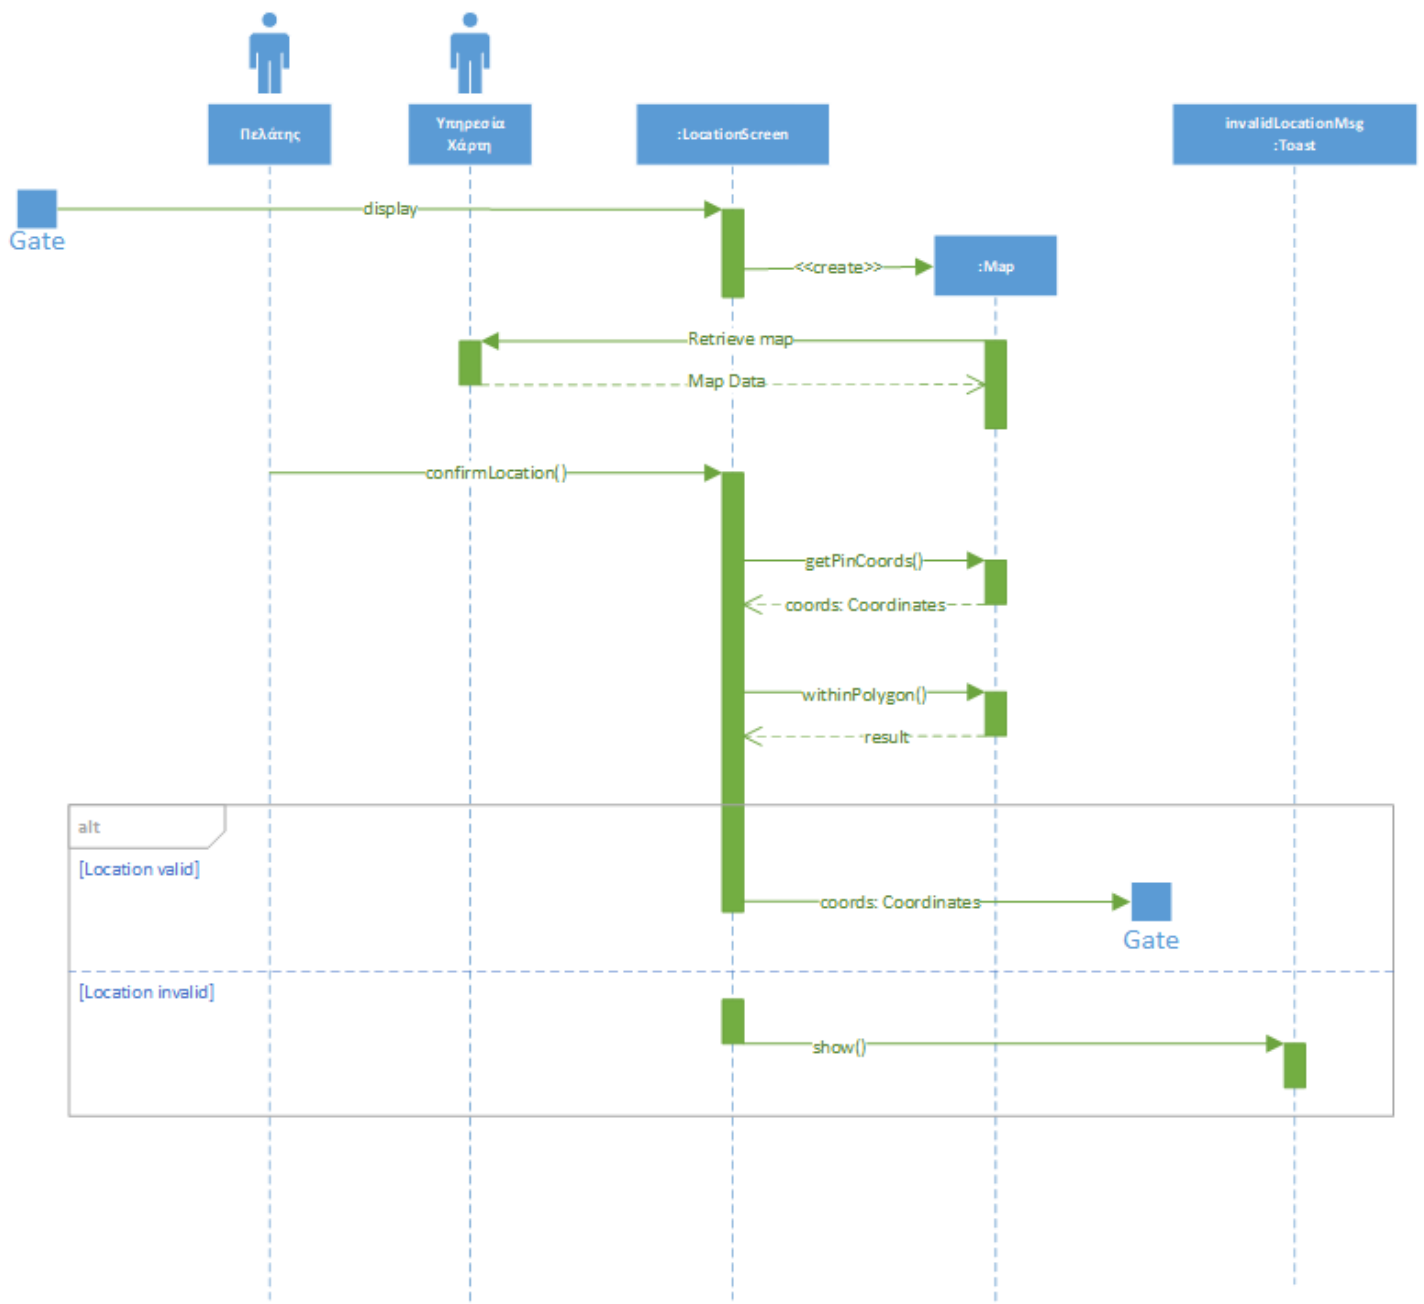 Πελάτης
Υπηρεσία
Χάρτη
:LocationScreen
invalidLocationMsg
:Toast
display
Gate
<<create>>
:Map
Retrieve map
Map Data
confirmLocation()
getPinCoords()
coords: Coordinates
withinPolygon()
result
alt
[Location valid]
coords: Coordinates
Gate
[Location invalid]
show()